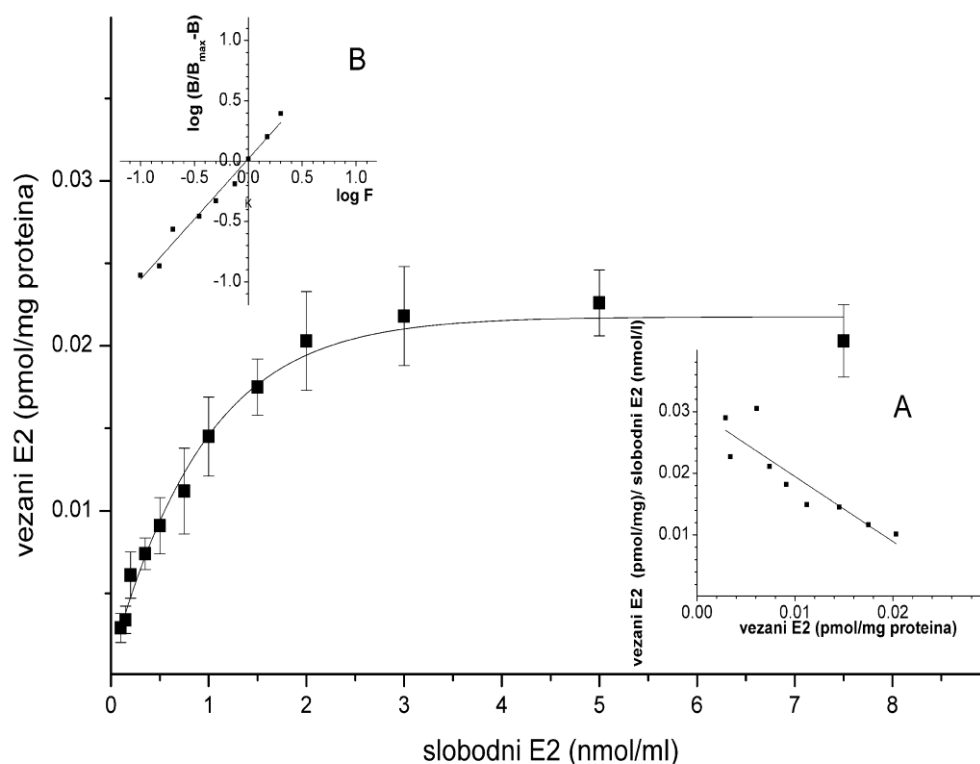 B
log (B/Bmax-B)
1.0
0.5
0.0
-0.5
-1.0
-1.0 -0.5 0.0 0.5 1.0
log F
vezani E2 (pmol/mg proteina)
0.03
0.02
0.01
0 1 2 3 4 5 6 7 8
slobodni E2 (nmol/ml)
A
vezani E2 (pmol/mg)/ slobodni E2 (nmol/l)
0.03
0.02
0.01
0.00 0.01 0.02
vezani E2 (pmol/mg proteina)